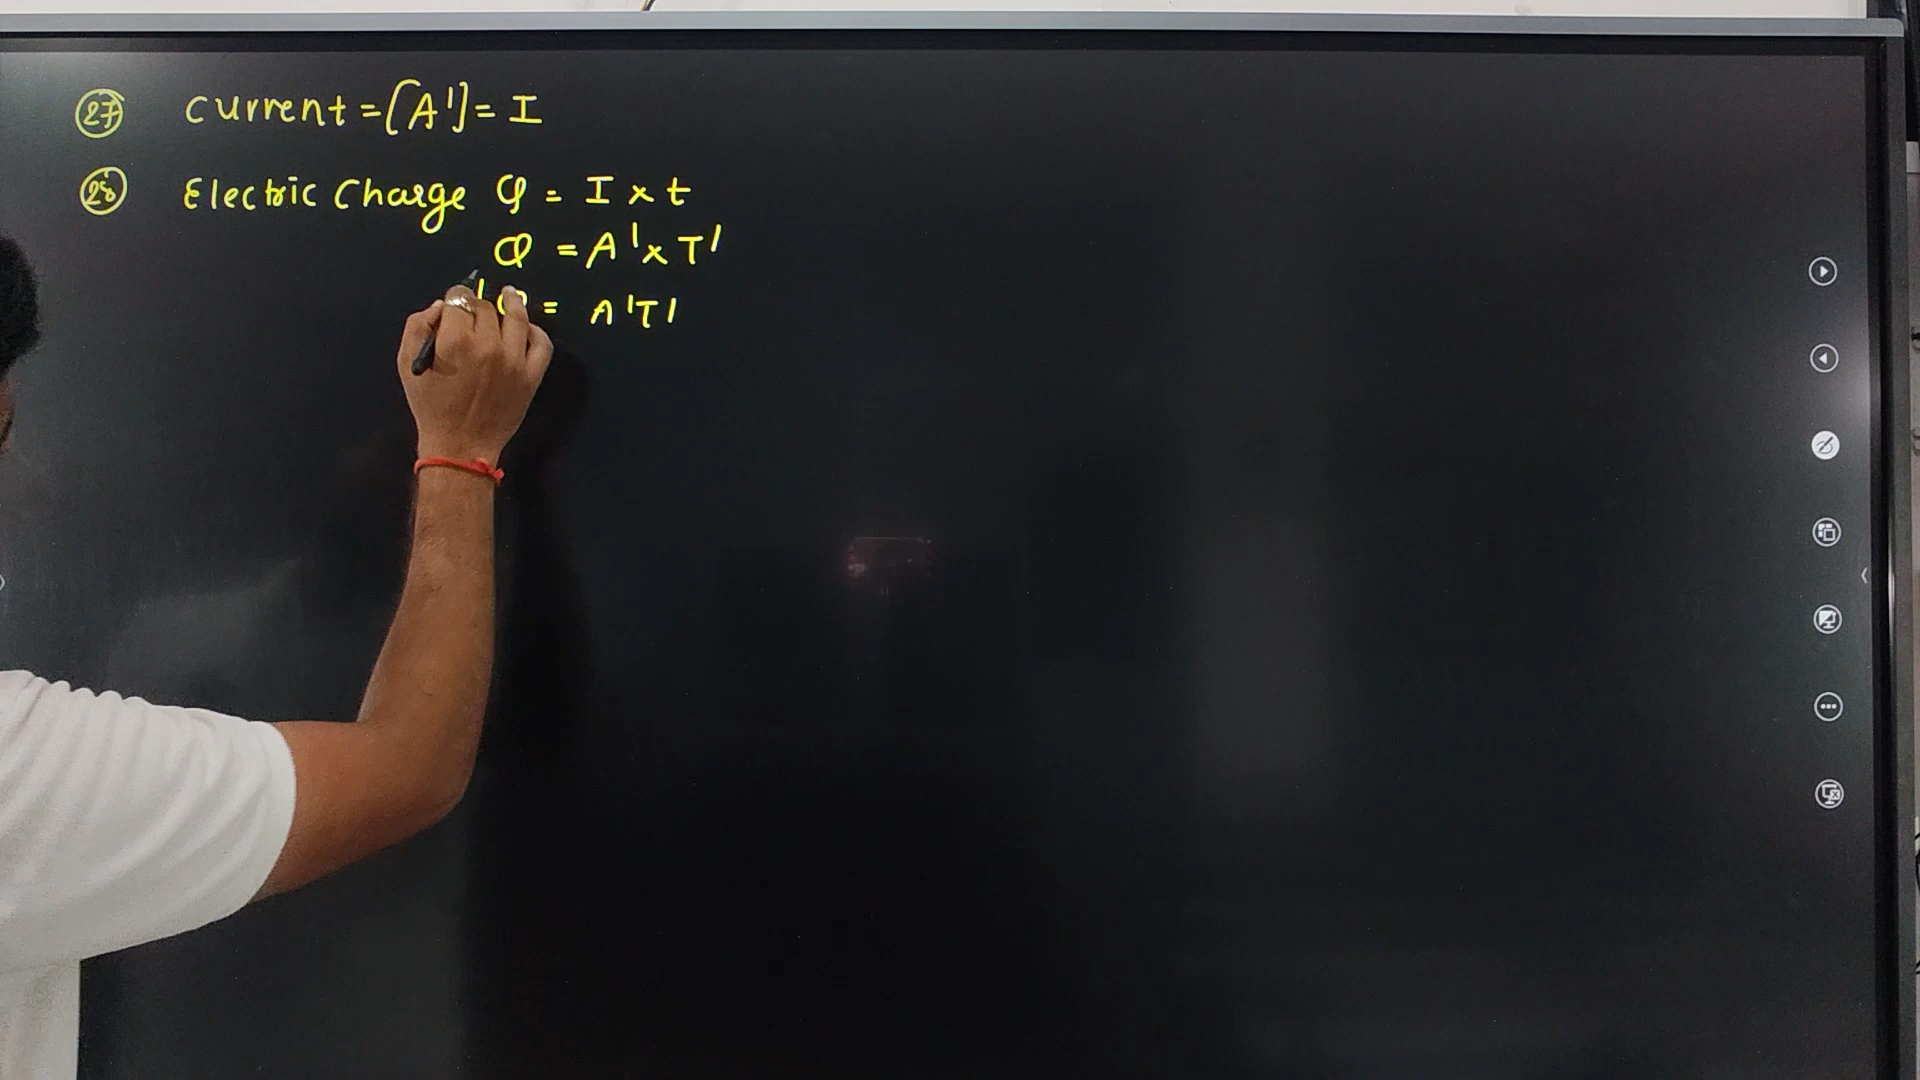 27 Current = [A¹] = I
28 Electric Charge Q = I × t
Q = A¹ × T¹
Q = A¹T¹